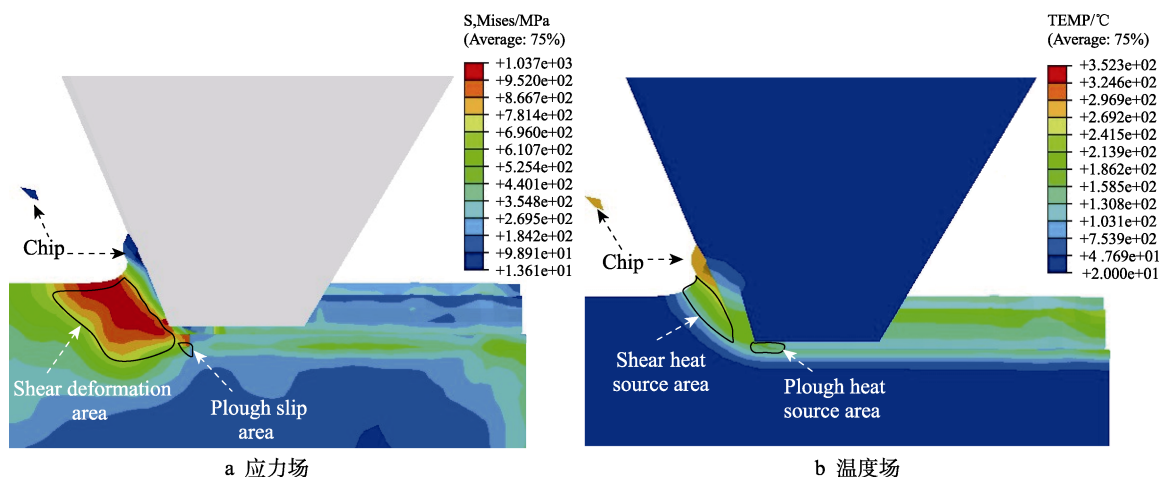 S,Mises/MPa
(Average: 75%)
+1.037e+03
+9.520e+02
+8.667e+02
+7.814e+02
+6.960e+02
+6.107e+02
+5.254e+02
+4.401e+02
+3.548e+02
+2.695e+02
+1.842e+02
+9.891e+01
+1.361e+01
Chip
Shear deformation
area
Plough slip
area
a 应力场
TEMP/℃
(Average: 75%)
+3.523e+02
+3.246e+02
+2.969e+02
+2.692e+02
+2.415e+02
+2.139e+02
+1.862e+02
+1.585e+02
+1.308e+02
+1.031e+02
+7.539e+02
+4 .769e+01
+2.000e+01
Chip
Shear heat
source area
Plough heat
source area
b 温度场